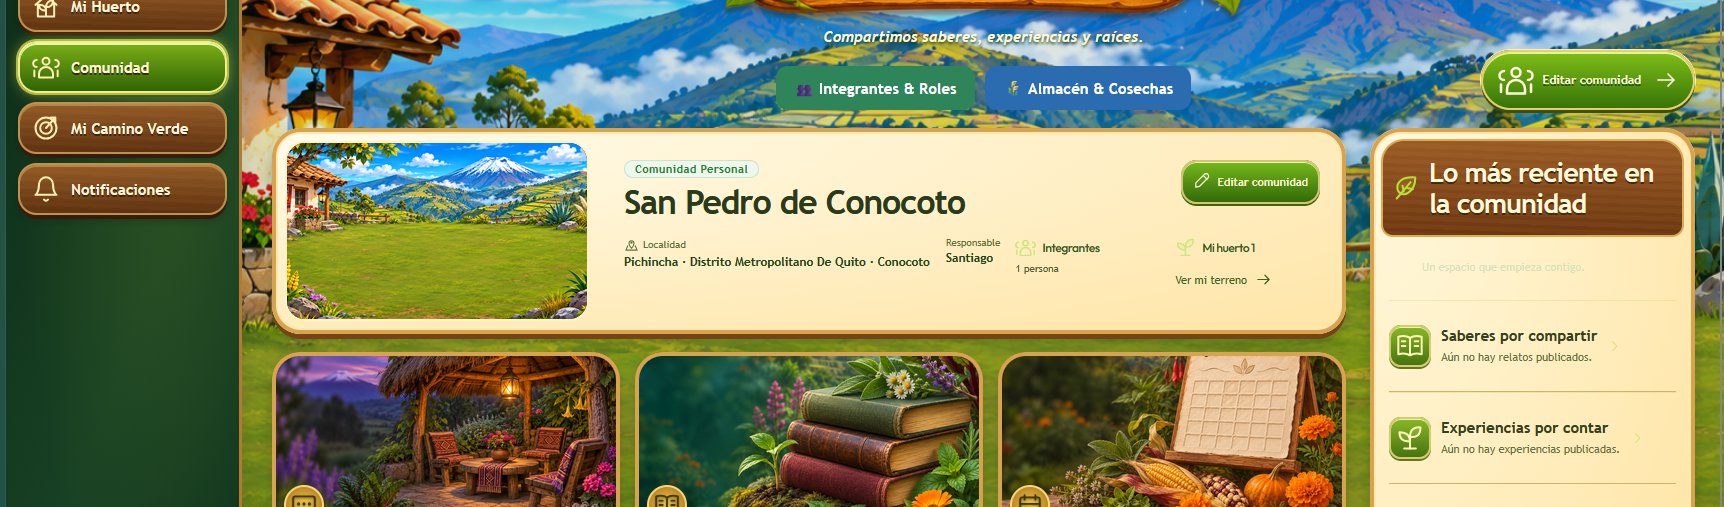 Mi Huerto
Comunidad
Mi Camino Verde
Notificaciones
Compartimos saberes, experiencias y raíces.
Integrantes & Roles
Almacén & Cosechas
Editar comunidad
Comunidad Personal
San Pedro de Conocoto
Editar comunidad
Localidad
Pichincha · Distrito Metropolitano De Quito · Conocoto
Responsable
Santiago
Integrantes
1 persona
Mi huerto 1
Ver mi terreno
Lo más reciente en
la comunidad
Un espacio que empieza contigo.
Saberes por compartir
Aún no hay relatos publicados.
Experiencias por contar
Aún no hay experiencias publicadas.